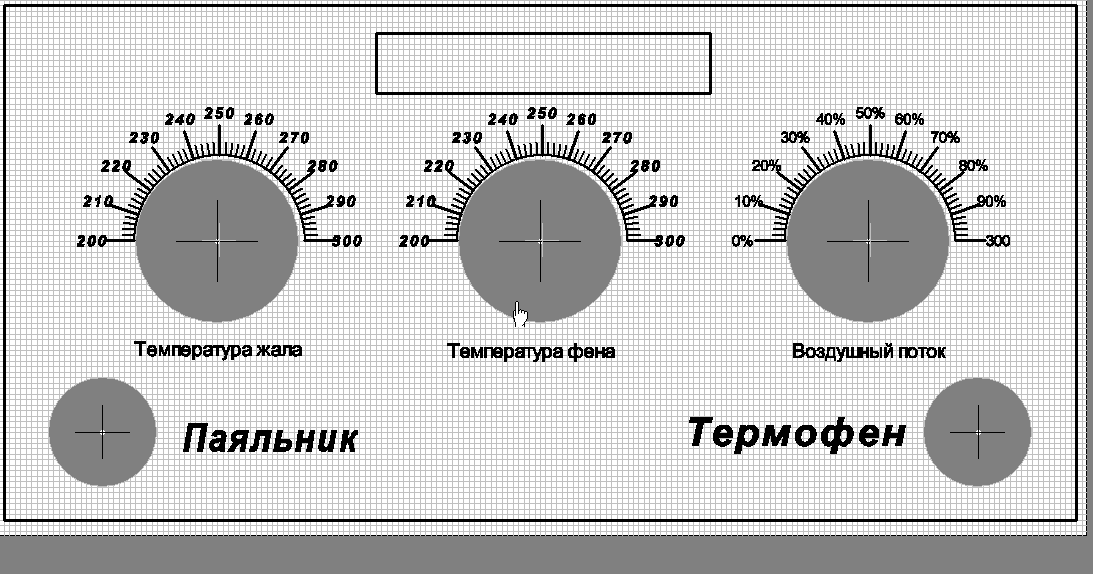 200 210 220 230 240 250 260 270 280 290 300
200 210 220 230 240 250 260 270 280 290 300
0% 10% 20% 30% 40% 50% 60% 70% 80% 90% 300
Температура жала
Температура фена
Воздушный поток
Паяльник
Термофен